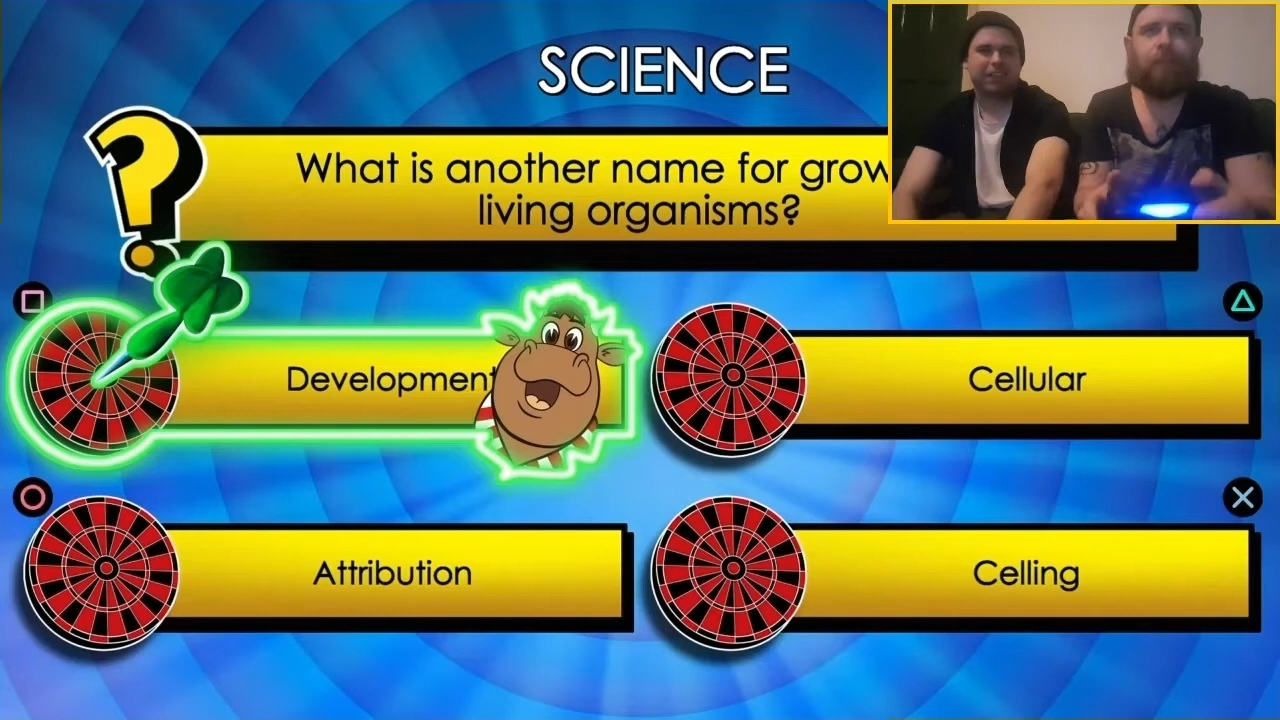 SCIENCE
What is another name for grow
living organisms?
Development
Cellular
Attribution
Celling